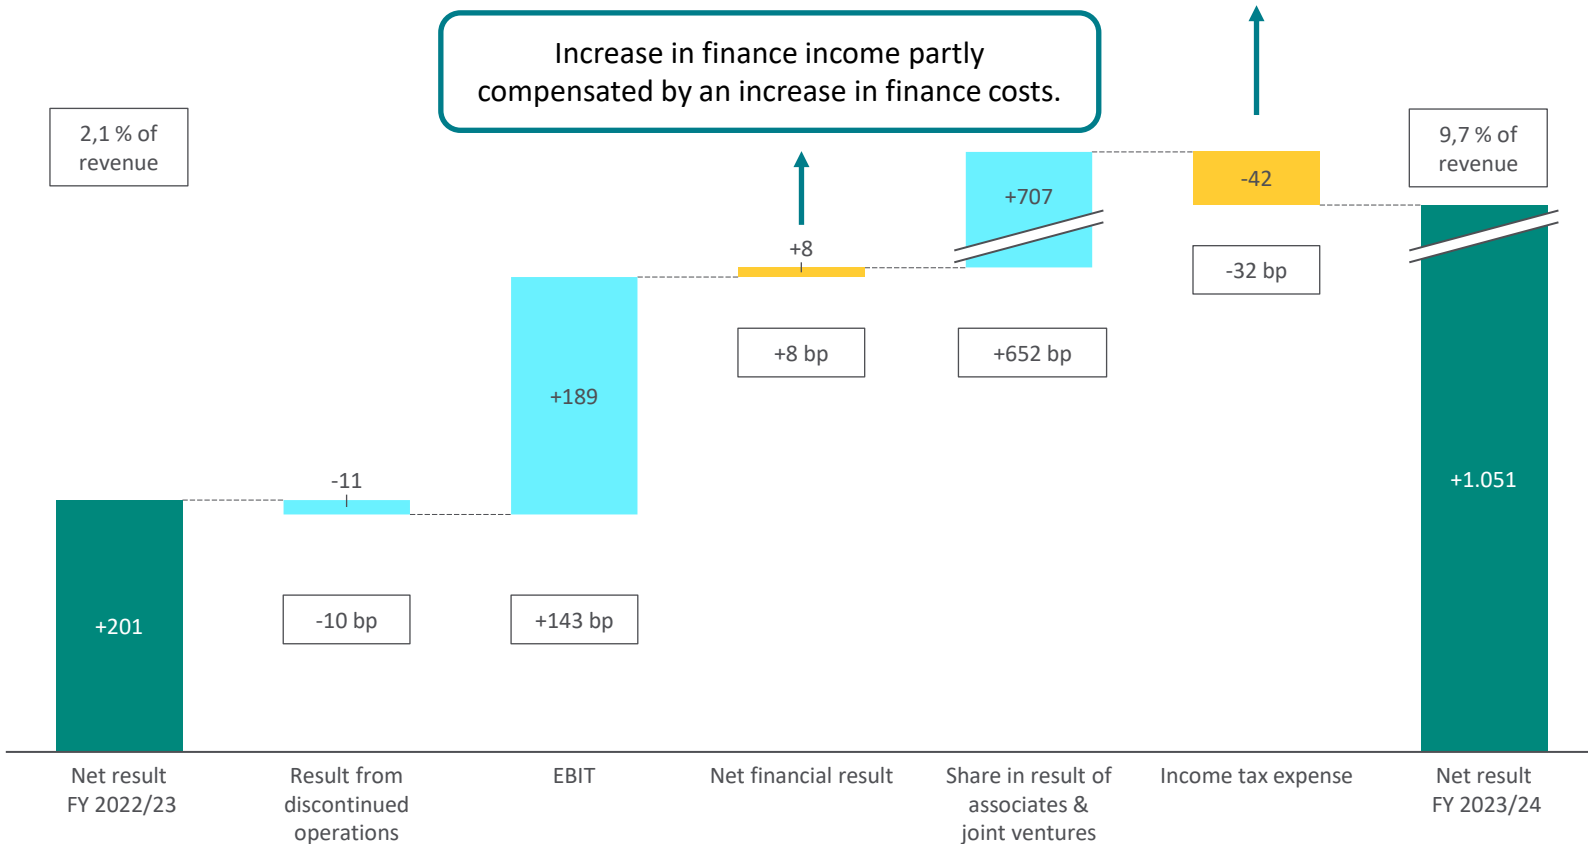 Increase in finance income partly
compensated by an increase in finance costs.
2,1 % of
revenue
9,7 % of
revenue
+707
-42
+8
-32 bp
+8 bp
+652 bp
+189
-11
+1.051
+201
-10 bp
+143 bp
Net result
FY 2022/23
Result from
discontinued
operations
EBIT
Net financial result
Share in result of
associates &
joint ventures
Income tax expense
Net result
FY 2023/24